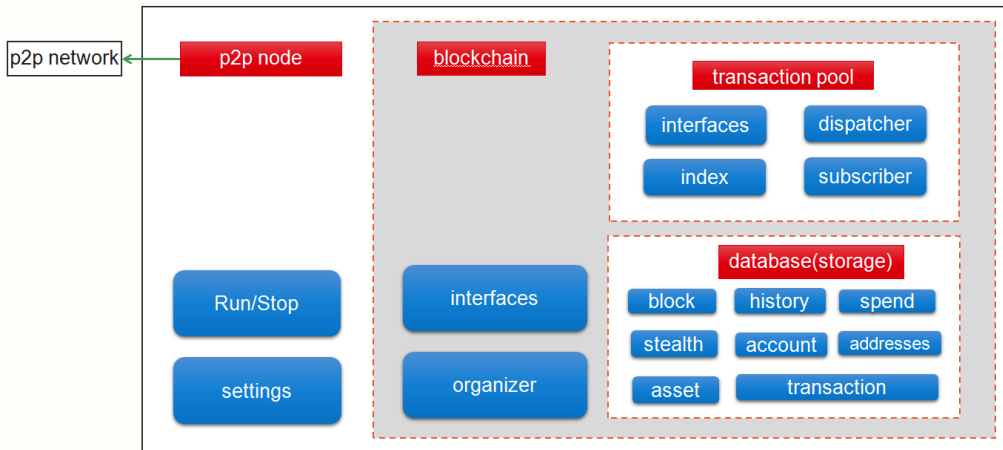 p2p network
p2p node
blockchain
transaction pool
interfaces
dispatcher
index
subscriber
database(storage)
Run/Stop
interfaces
block
history
spend
stealth
account
addresses
settings
organizer
asset
transaction